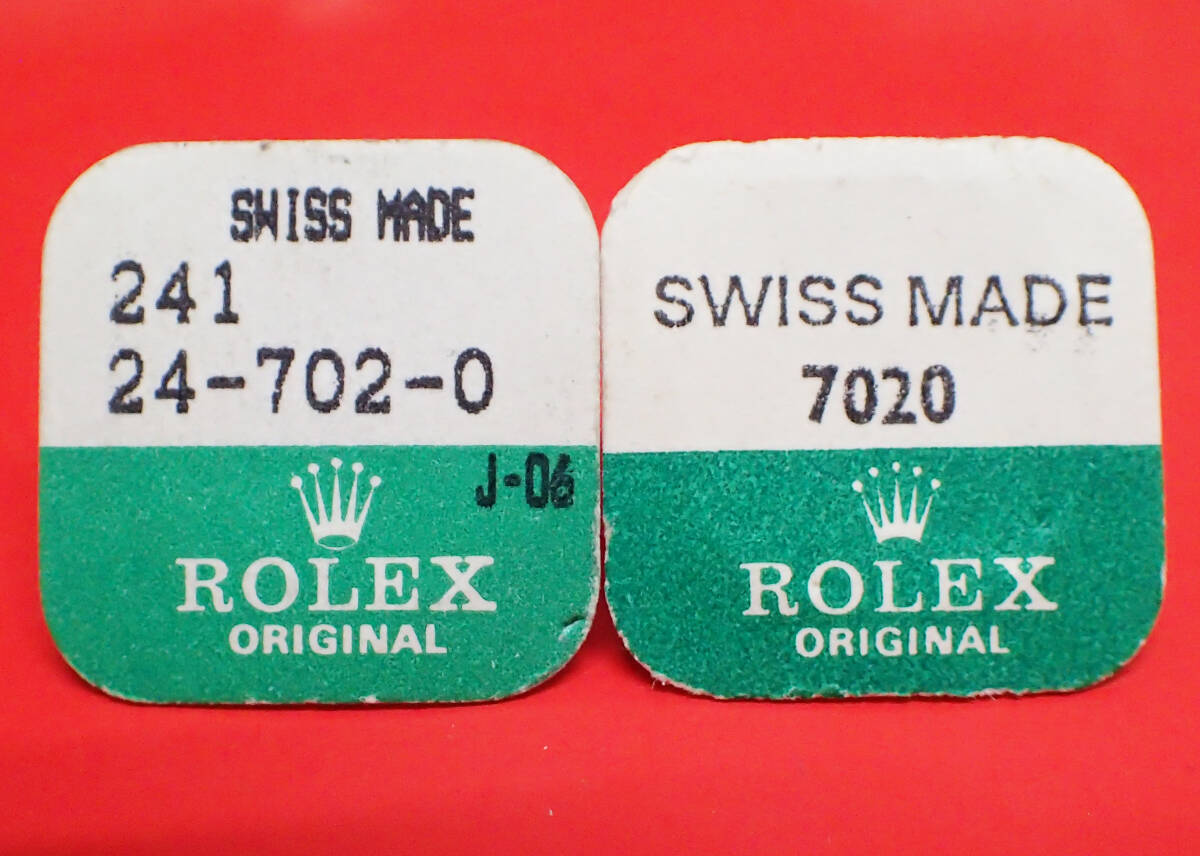 SWISS MADE
241
24-702-0
J-06
ROLEX
ORIGINAL
SWISS MADE
7020
ROLEX
ORIGINAL